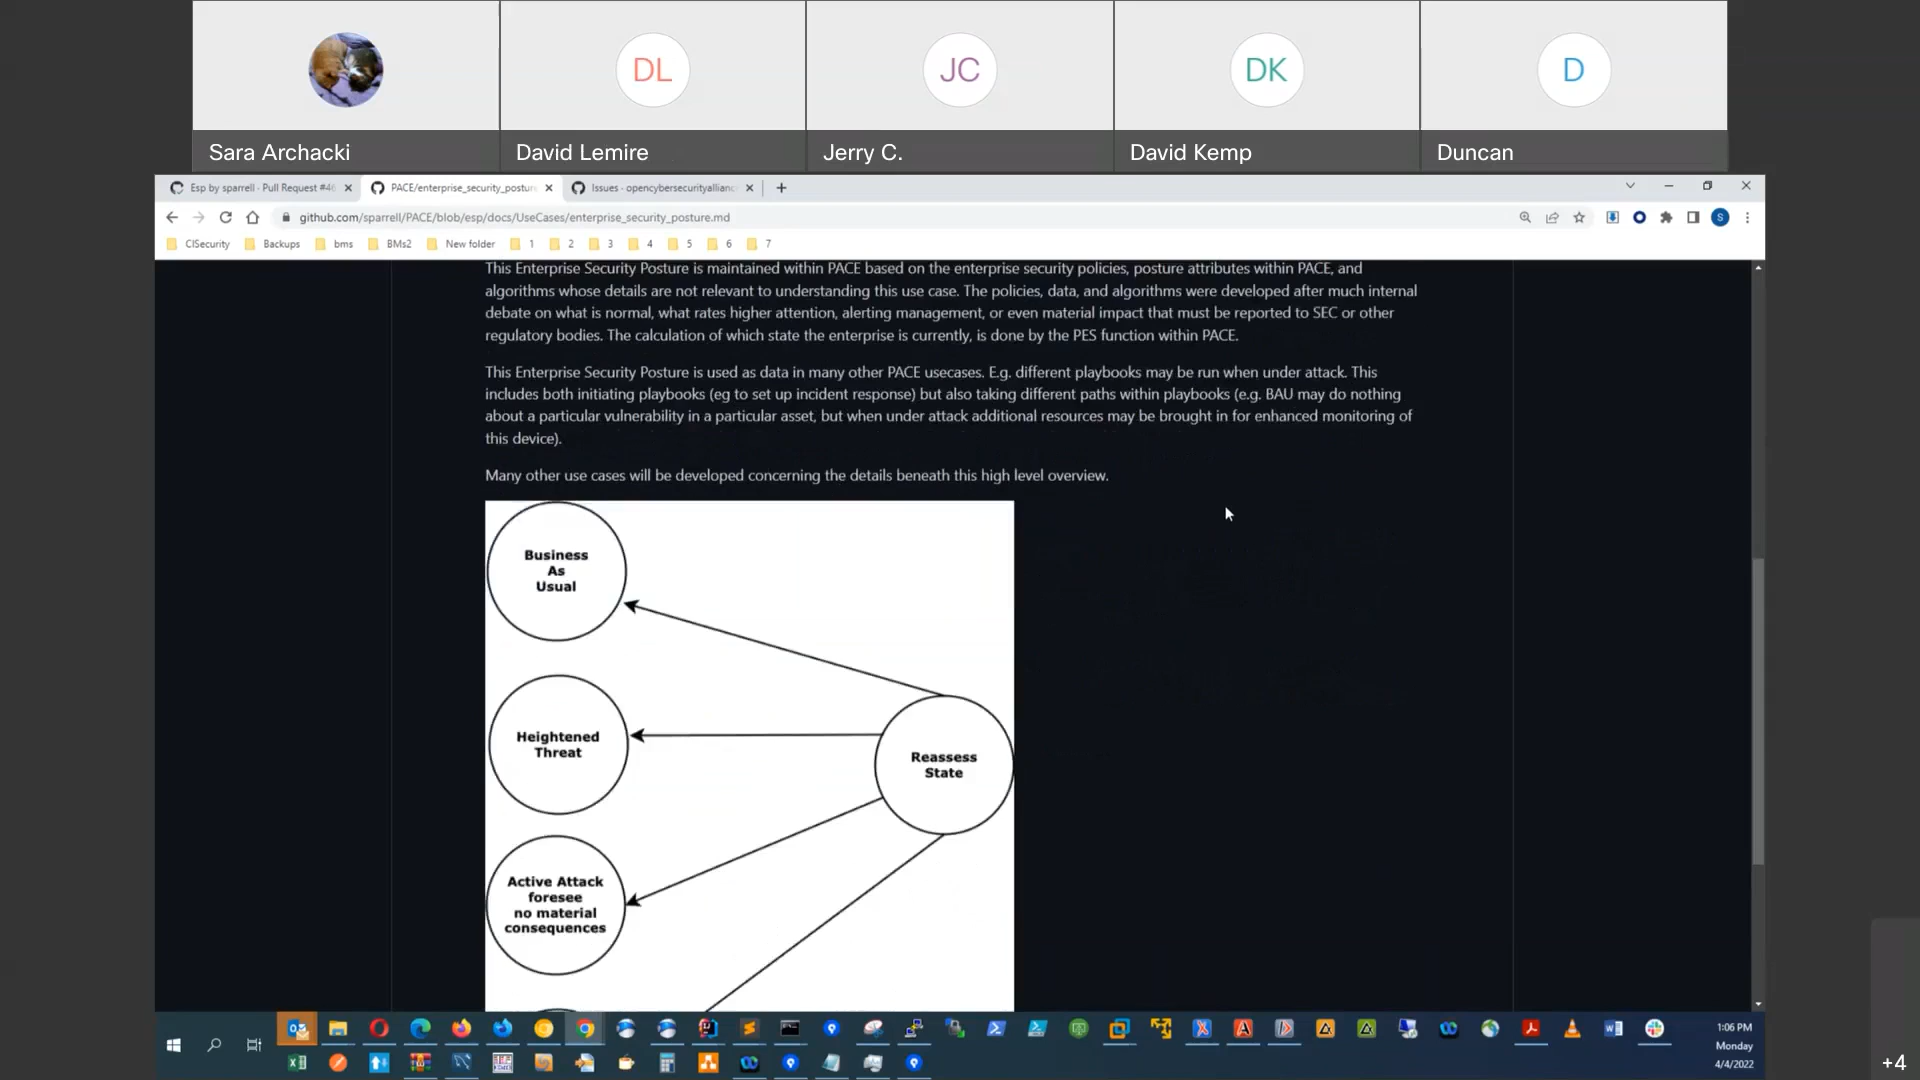 DL
JC
DK
D
Sara Archacki
David Lemire
Jerry C.
David Kemp
Duncan
Esp by sparrell · Pull Request #46
PACE/enterprise_security_posture
Issues · opencybersecurityallianc
github.com/sparrell/PACE/blob/esp/docs/UseCases/enterprise_security_posture.md
S
CISecurity
Backups
bms
BMs2
New folder
1
2
3
4
5
6
7
This Enterprise Security Posture is maintained within PACE based on the enterprise security policies, posture attributes within PACE, and
algorithms whose details are not relevant to understanding this use case. The policies, data, and algorithms were developed after much internal
debate on what is normal, what rates higher attention, alerting management, or even material impact that must be reported to SEC or other
regulatory bodies. The calculation of which state the enterprise is currently, is done by the PES function within PACE.
This Enterprise Security Posture is used as data in many other PACE usecases. E.g. different playbooks may be run when under attack. This
includes both initiating playbooks (eg to set up incident response) but also taking different paths within playbooks (e.g. BAU may do nothing
about a particular vulnerability in a particular asset, but when under attack additional resources may be brought in for enhanced monitoring of
this device).
Many other use cases will be developed concerning the details beneath this high level overview.
Business
As
Usual
Heightened
Threat
Reassess
State
Active Attack
foresee
no material
consequences
1:06 PM
Monday
4/4/2022
+4